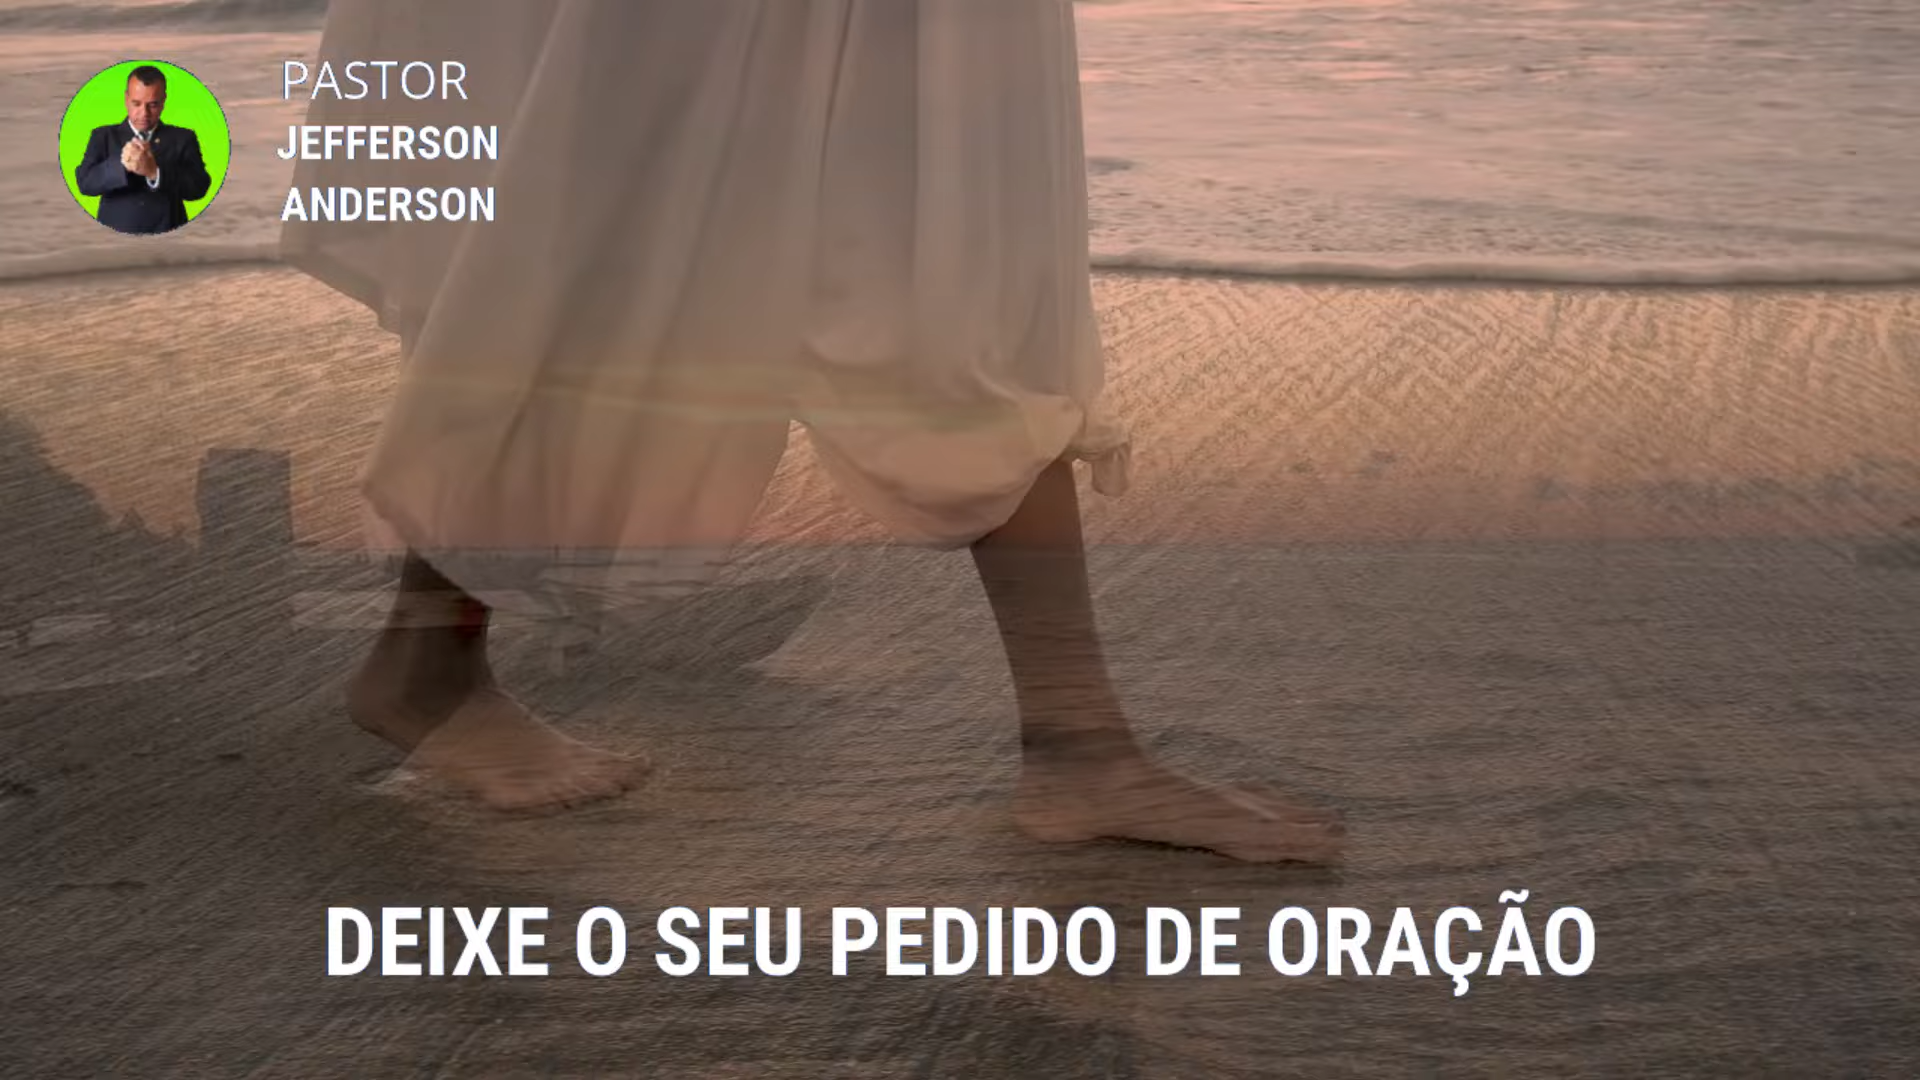 PASTOR
JEFFERSON
ANDERSON
DEIXE O SEU PEDIDO DE ORAÇÃO